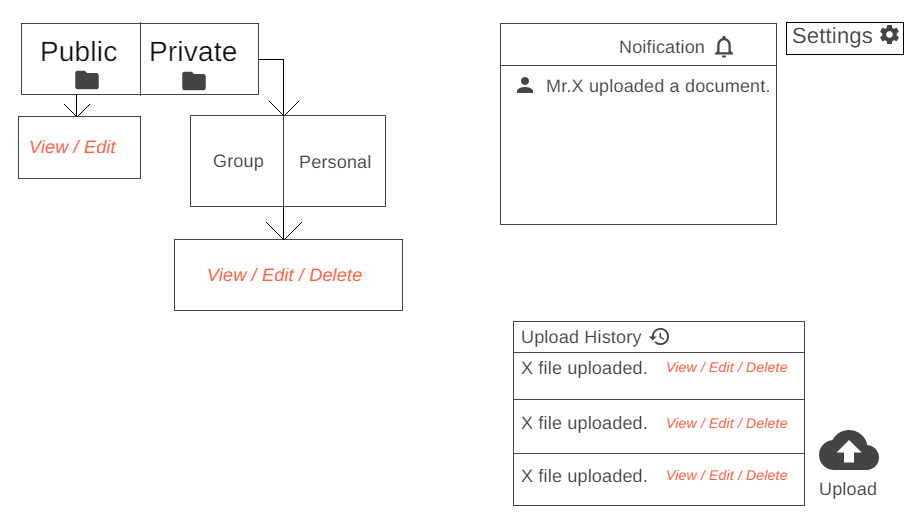 Public
Private
View / Edit
Group
Personal
View / Edit / Delete
Noification
Mr.X uploaded a document.
Settings
Upload History
X file uploaded. View / Edit / Delete
X file uploaded. View / Edit / Delete
X file uploaded. View / Edit / Delete
Upload